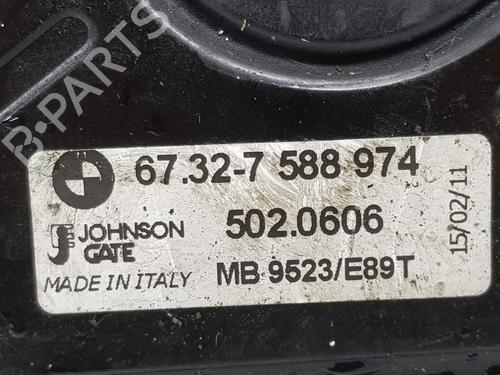 B-PARTS
67.32-7 588 974
JOHNSON GATE
502.0606
15/02/11
MADE IN ITALY
MB 9523/E89T